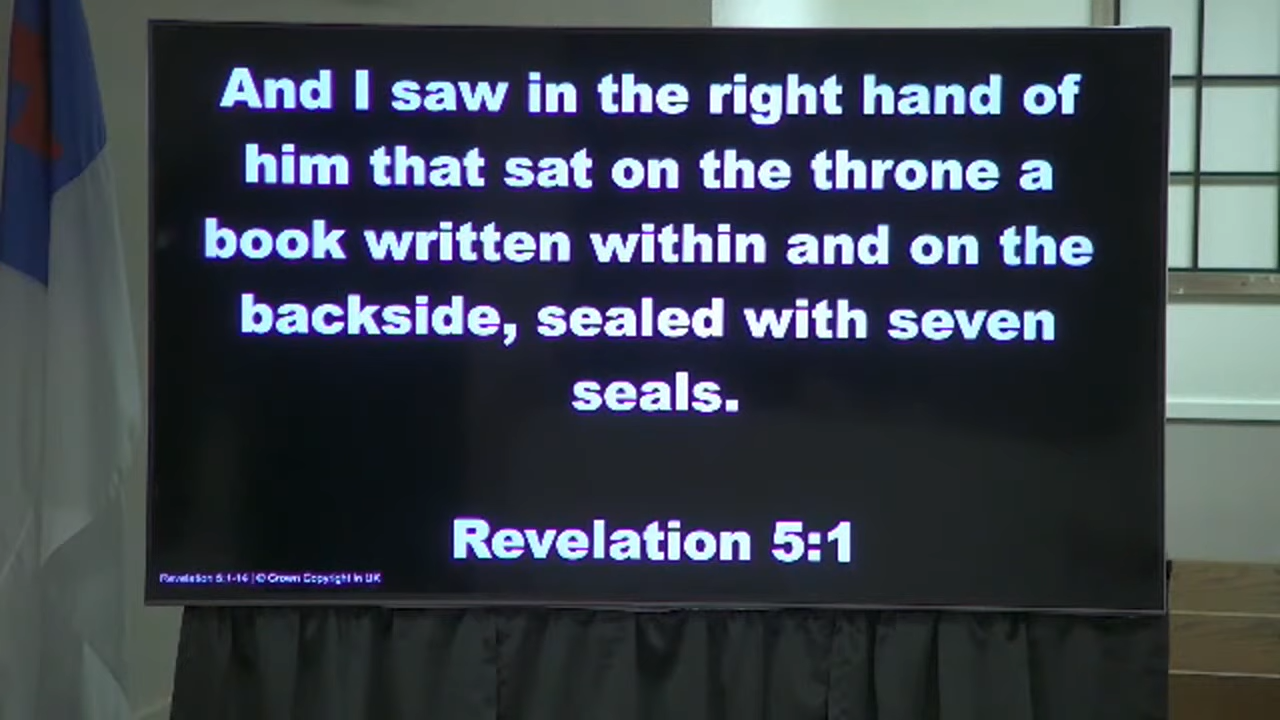 And I saw in the right hand of
him that sat on the throne a
book written within and on the
backside, sealed with seven
seals.
Revelation 5:1
Revelation 5:1-14 | © Crown Copyright in UK